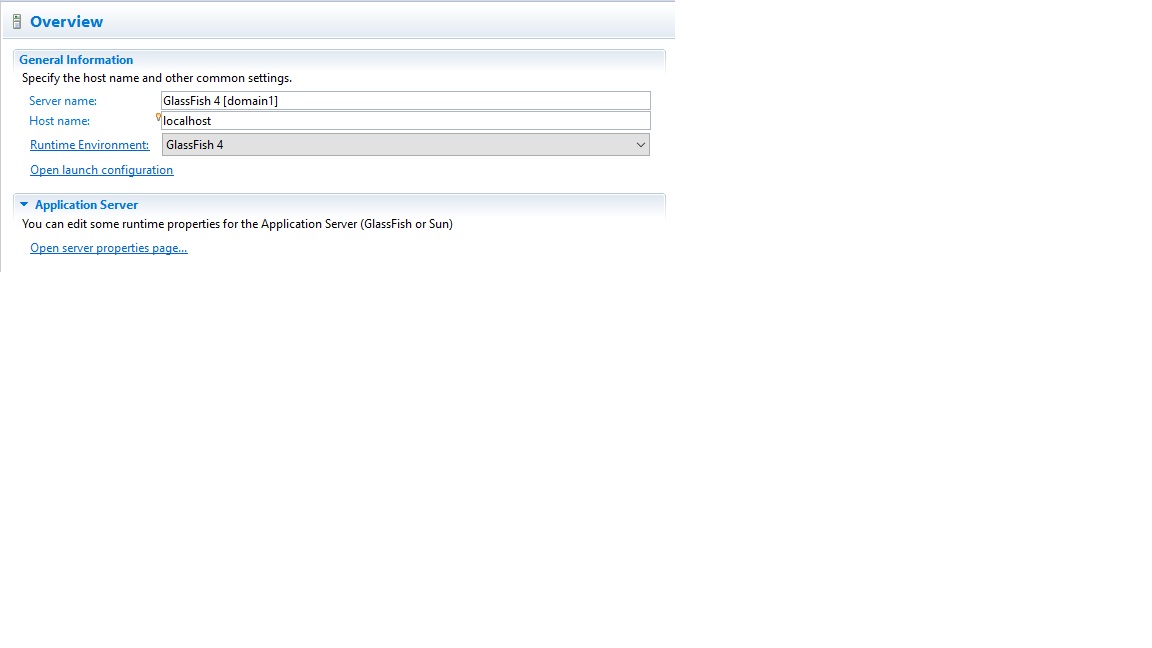 Overview
General Information
Specify the host name and other common settings.
Server name: GlassFish 4 [domain1]
Host name: localhost
Runtime Environment: GlassFish 4
Open launch configuration
Application Server
You can edit some runtime properties for the Application Server (GlassFish or Sun)
Open server properties page...